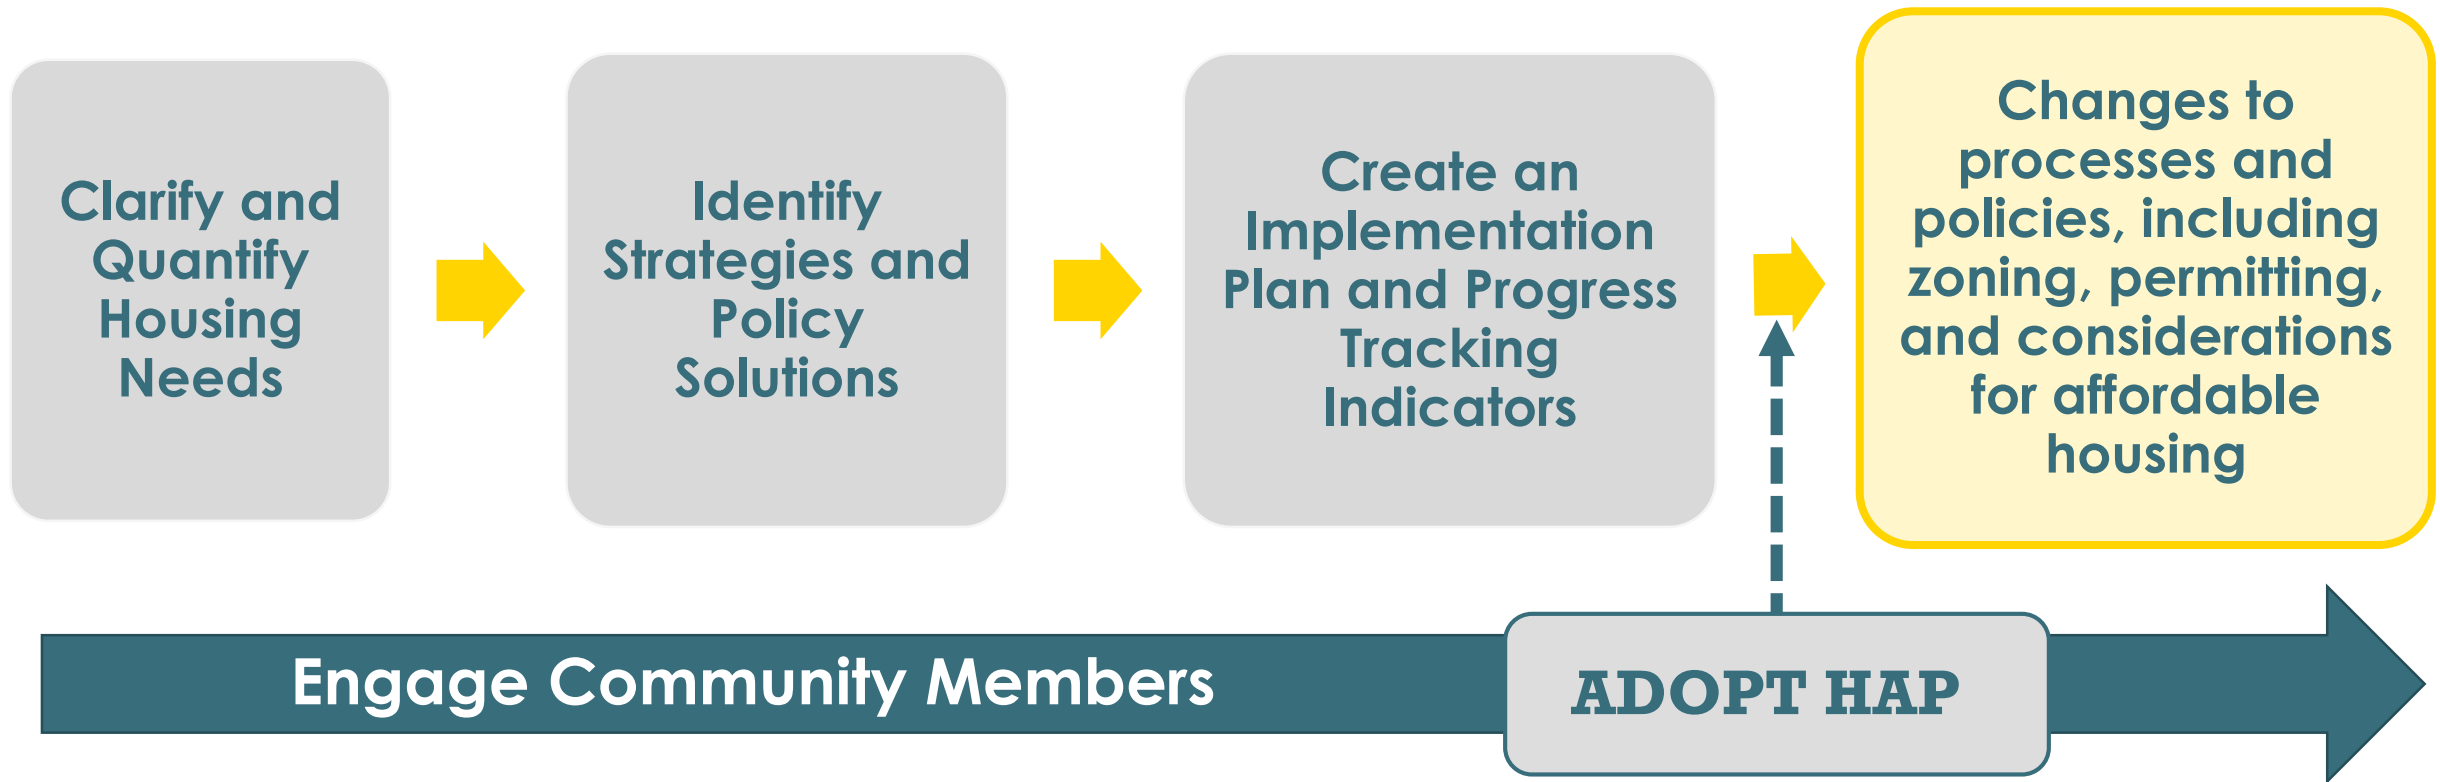 Clarify and
Quantify
Housing
Needs
Identify
Strategies and
Policy
Solutions
Create an
Implementation
Plan and Progress
Tracking
Indicators
Changes to
processes and
policies, including
zoning, permitting,
and considerations
for affordable
housing
Engage Community Members
ADOPT HAP